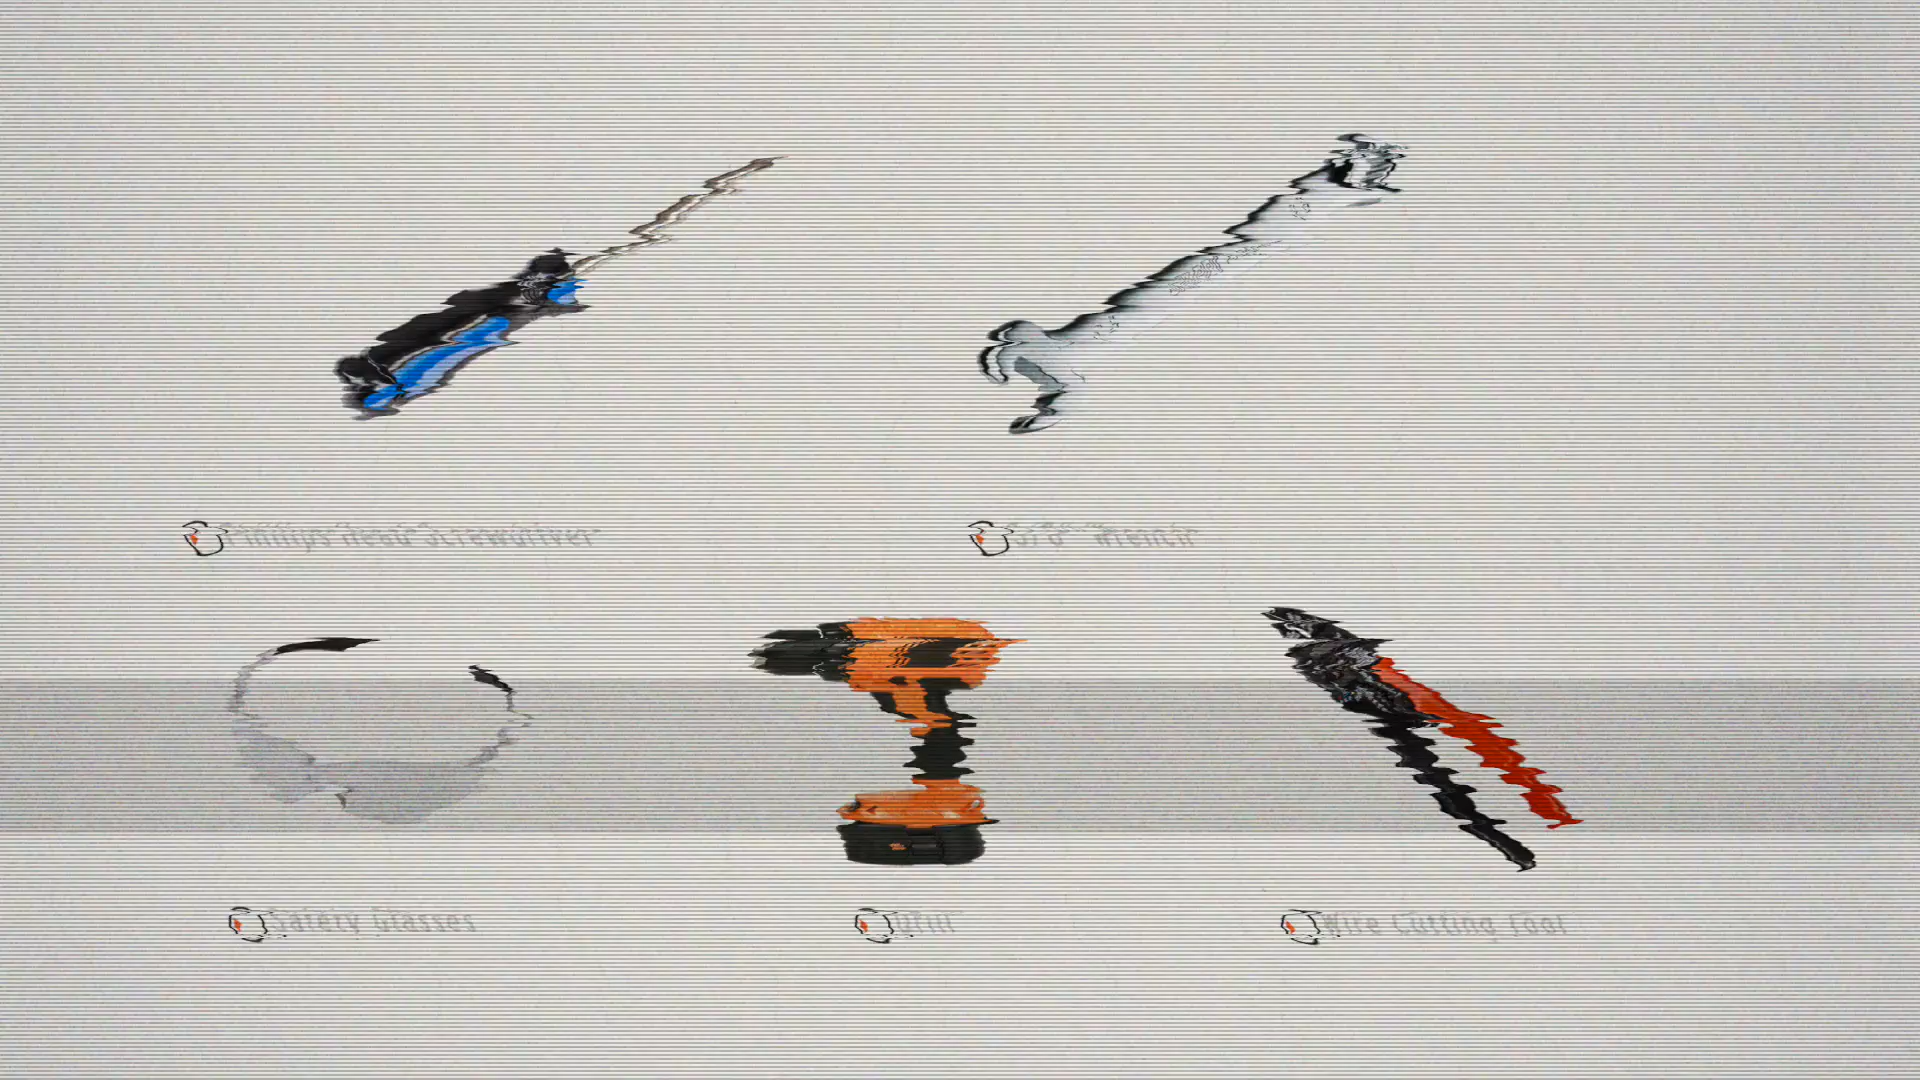 Phillips Head Screwdriver
Wrench
Safety Glasses
Drill
Wire Cutting Tool